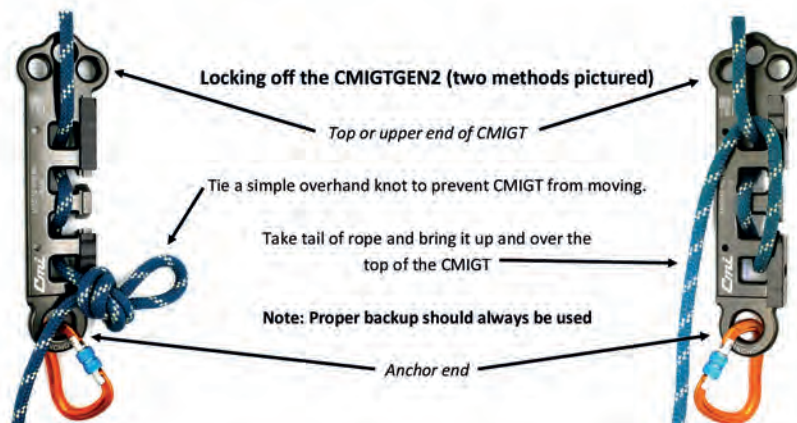 Locking off the CMIGTGEN2 (two methods pictured)
Top or upper end of CMIGT
Tie a simple overhand knot to prevent CMIGT from moving.
Take tail of rope and bring it up and over the
top of the CMIGT
Note: Proper backup should always be used
Anchor end
Cmi
Cmi